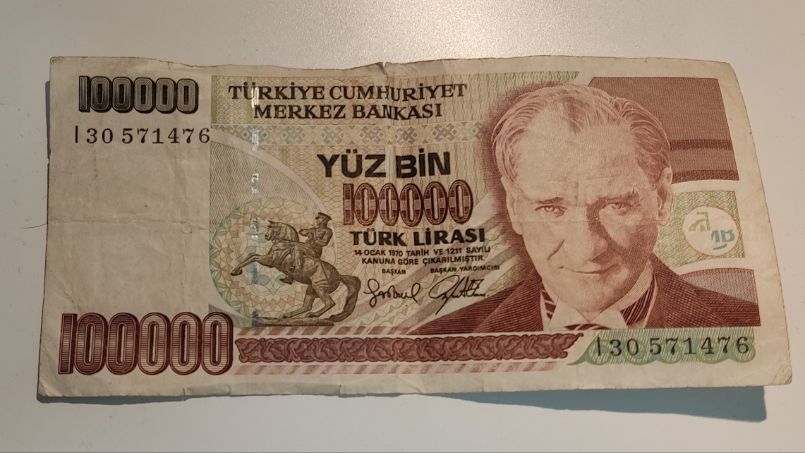 100000
I30 571476
TÜRKİYE CUMHURİYET
MERKEZ BANKASI
YÜZ BİN
100000
TÜRK LİRASI
14 OCAK 1970 TARİH VE 1211 SAYILI
KANUNA GÖRE ÇIKARILMIŞTIR.
BAŞKAN BAŞKAN YARDIMCISI
100000
I30 571476